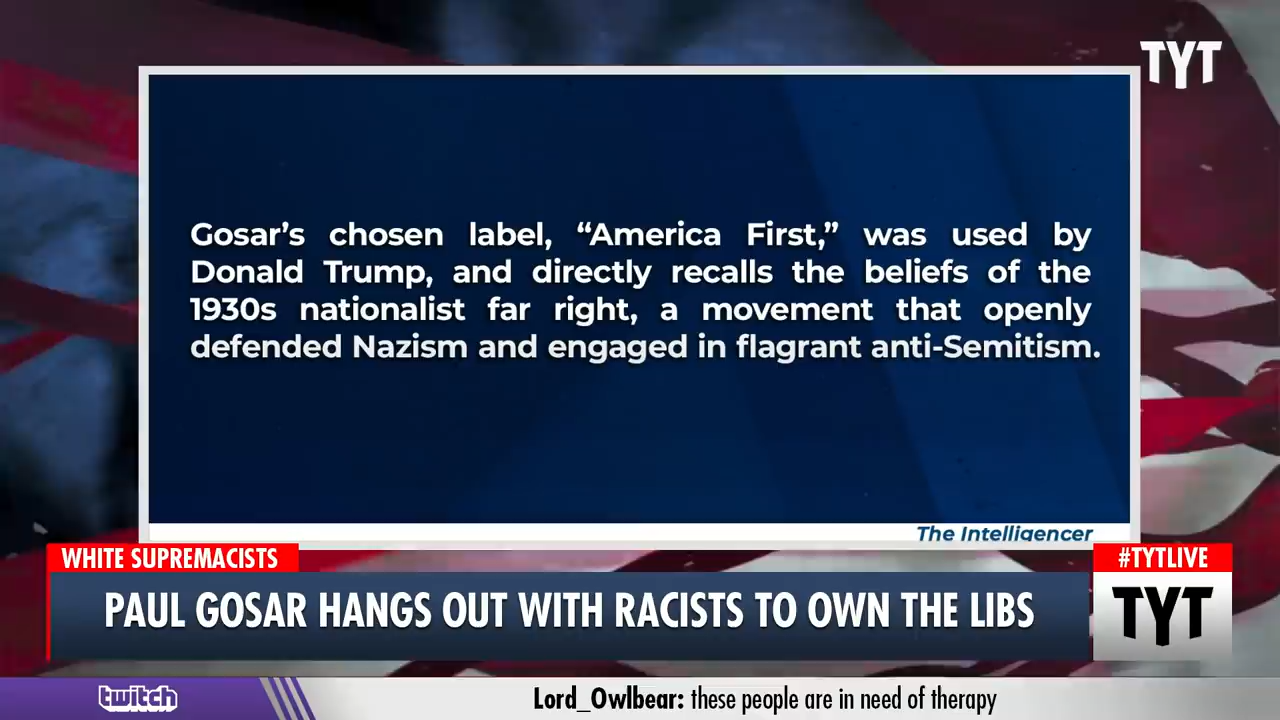 TYT
Gosar’s chosen label, “America First,” was used by
Donald Trump, and directly recalls the beliefs of the
1930s nationalist far right, a movement that openly
defended Nazism and engaged in flagrant anti-Semitism.
The Intelligencer
WHITE SUPREMACISTS
#TYTLIVE
PAUL GOSAR HANGS OUT WITH RACISTS TO OWN THE LIBS
TYT
twitch
Lord_Owlbear: these people are in need of therapy